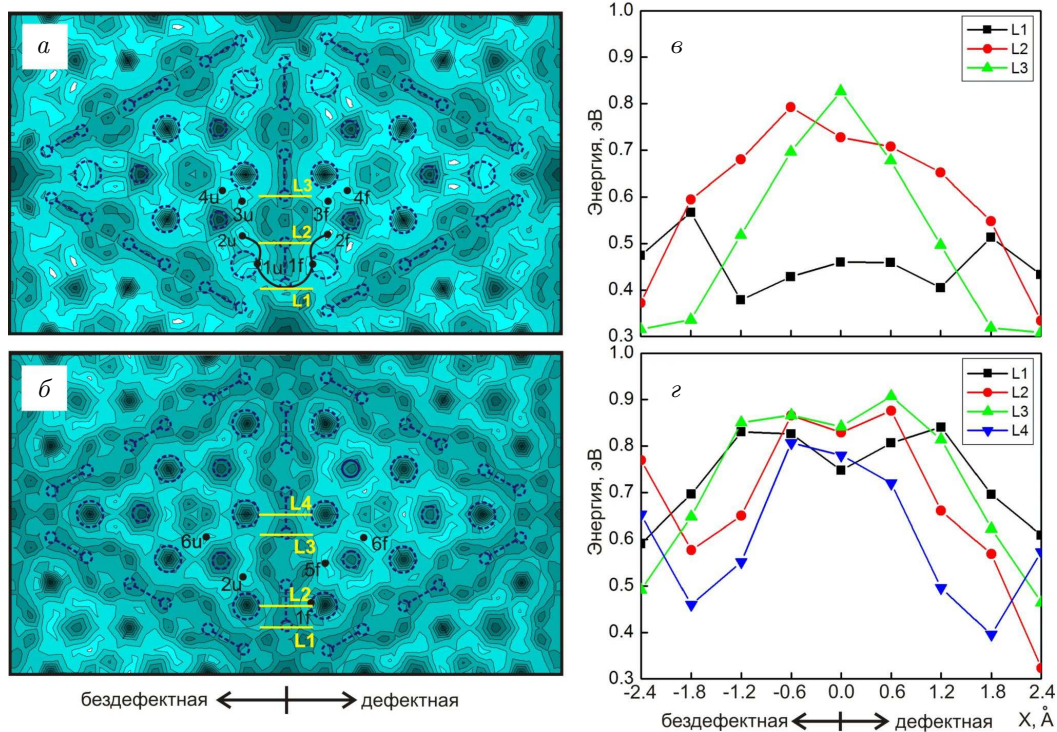 а
L3
4u
3u
3f
4f
L2
2u
2f
1u
1f
L1
б
L4
6u
L3
6f
5f
2u
L2
1f
L1
бездефектная
дефектная
в
L1
L2
L3
Энергия, эВ
1.0
0.9
0.8
0.7
0.6
0.5
0.4
0.3
г
L1
L2
L3
L4
Энергия, эВ
1.0
0.9
0.8
0.7
0.6
0.5
0.4
0.3
-2.4 -1.8 -1.2 -0.6 0.0 0.6 1.2 1.8 2.4
бездефектная дефектная X, Å